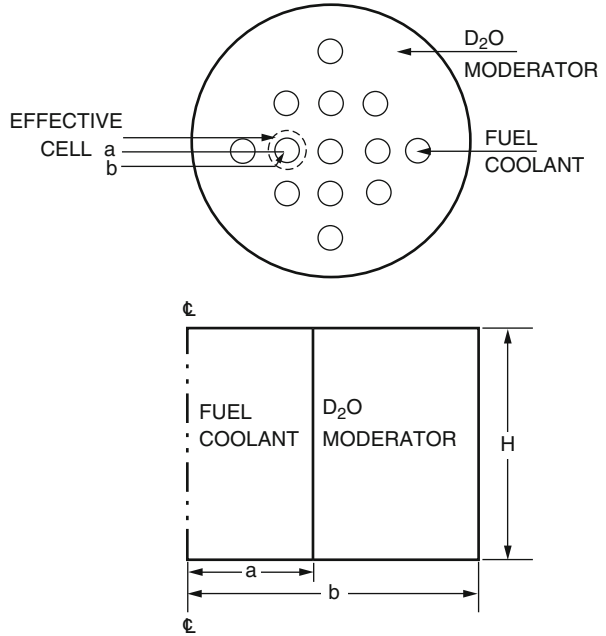 D₂O
MODERATOR
EFFECTIVE
CELL a
b
FUEL
COOLANT
℄
FUEL
COOLANT
D₂O
MODERATOR
H
a
b
℄